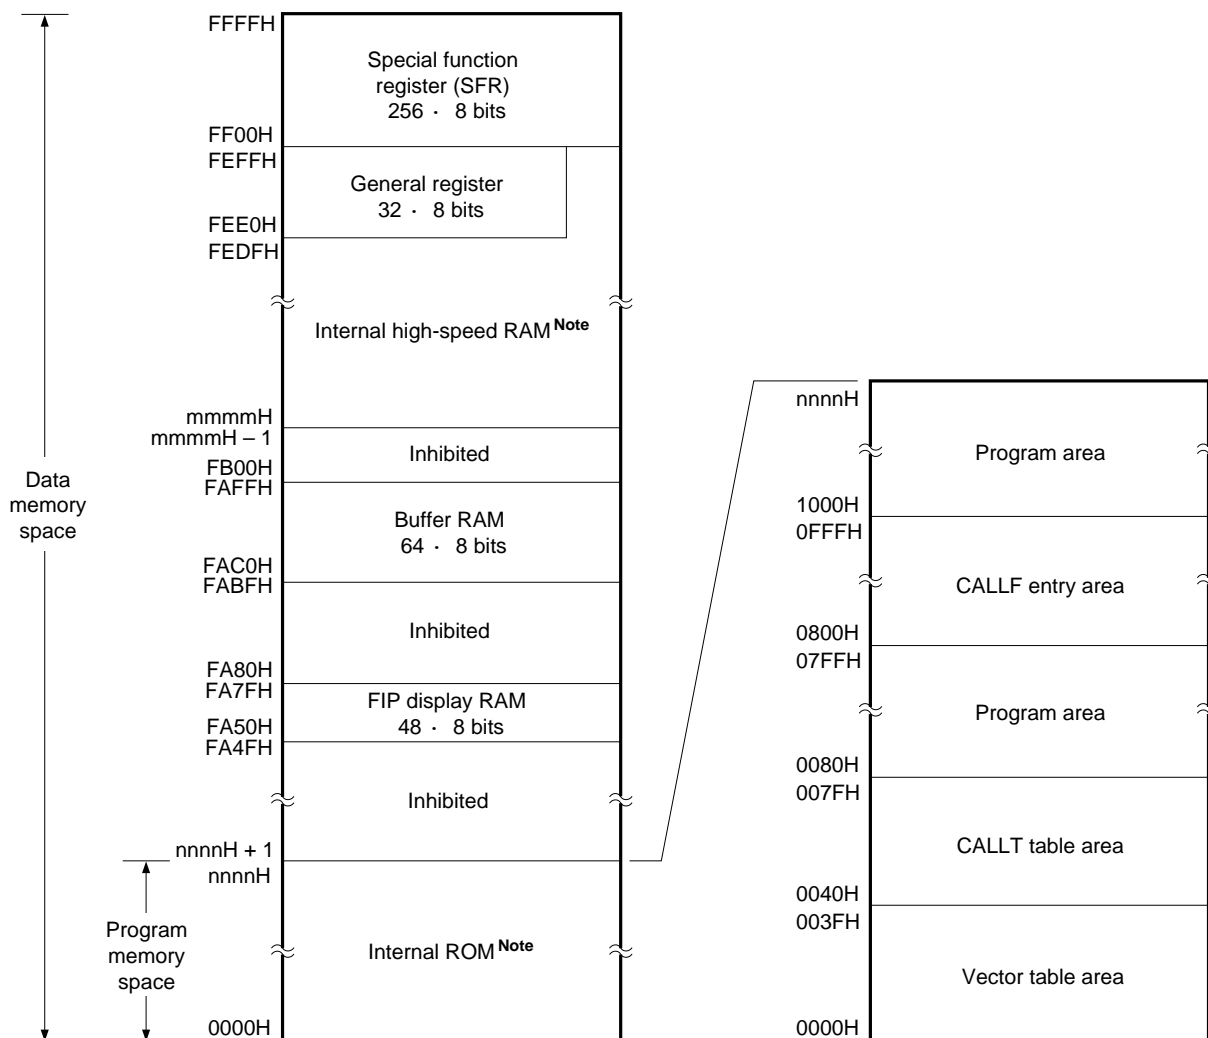 FFFFH
Special function
register (SFR)
256 · 8 bits
FF00H
FEFFH
General register
32 · 8 bits
FEE0H
FEDFH
Internal high-speed RAM Note
mmmmH
mmmmH – 1
Inhibited
FB00H
FAFFH
Data
memory
space
Buffer RAM
64 · 8 bits
FAC0H
FABFH
Inhibited
FA80H
FA7FH
FIP display RAM
48 · 8 bits
FA50H
FA4FH
Inhibited
nnnnH + 1
nnnnH
Program
memory
space
Internal ROM Note
0000H
nnnnH
Program area
1000H
0FFFH
CALLF entry area
0800H
07FFH
Program area
0080H
007FH
CALLT table area
0040H
003FH
Vector table area
0000H